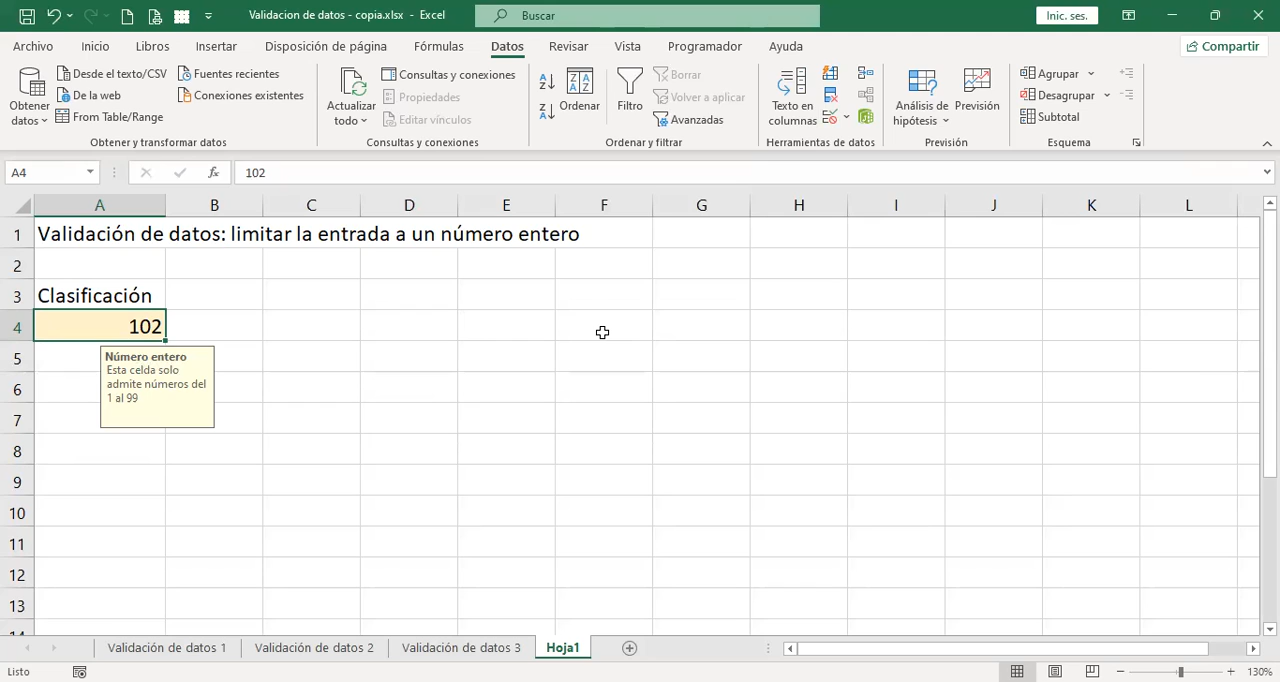 Validacion de datos - copia.xlsx - Excel
Buscar
Inic. ses.
Archivo
Inicio
Libros
Insertar
Disposición de página
Fórmulas
Datos
Revisar
Vista
Programador
Ayuda
Compartir
Obtener
datos
Desde el texto/CSV
De la web
From Table/Range
Fuentes recientes
Conexiones existentes
Obtener y transformar datos
Actualizar
todo
Consultas y conexiones
Propiedades
Editar vínculos
Consultas y conexiones
Ordenar
Filtro
Borrar
Volver a aplicar
Avanzadas
Ordenar y filtrar
Texto en
columnas
Herramientas de datos
Análisis de
hipótesis
Previsión
Previsión
Agrupar
Desagrupar
Subtotal
Esquema
A4
fx
102
A B C D E F G H I J K L
1 Validación de datos: limitar la entrada a un número entero
2
3 Clasificación
4 102
5
Número entero
Esta celda solo
admite números del
1 al 99
6
7
8
9
10
11
12
13
14
Validación de datos 1
Validación de datos 2
Validación de datos 3
Hoja1
Listo
130%